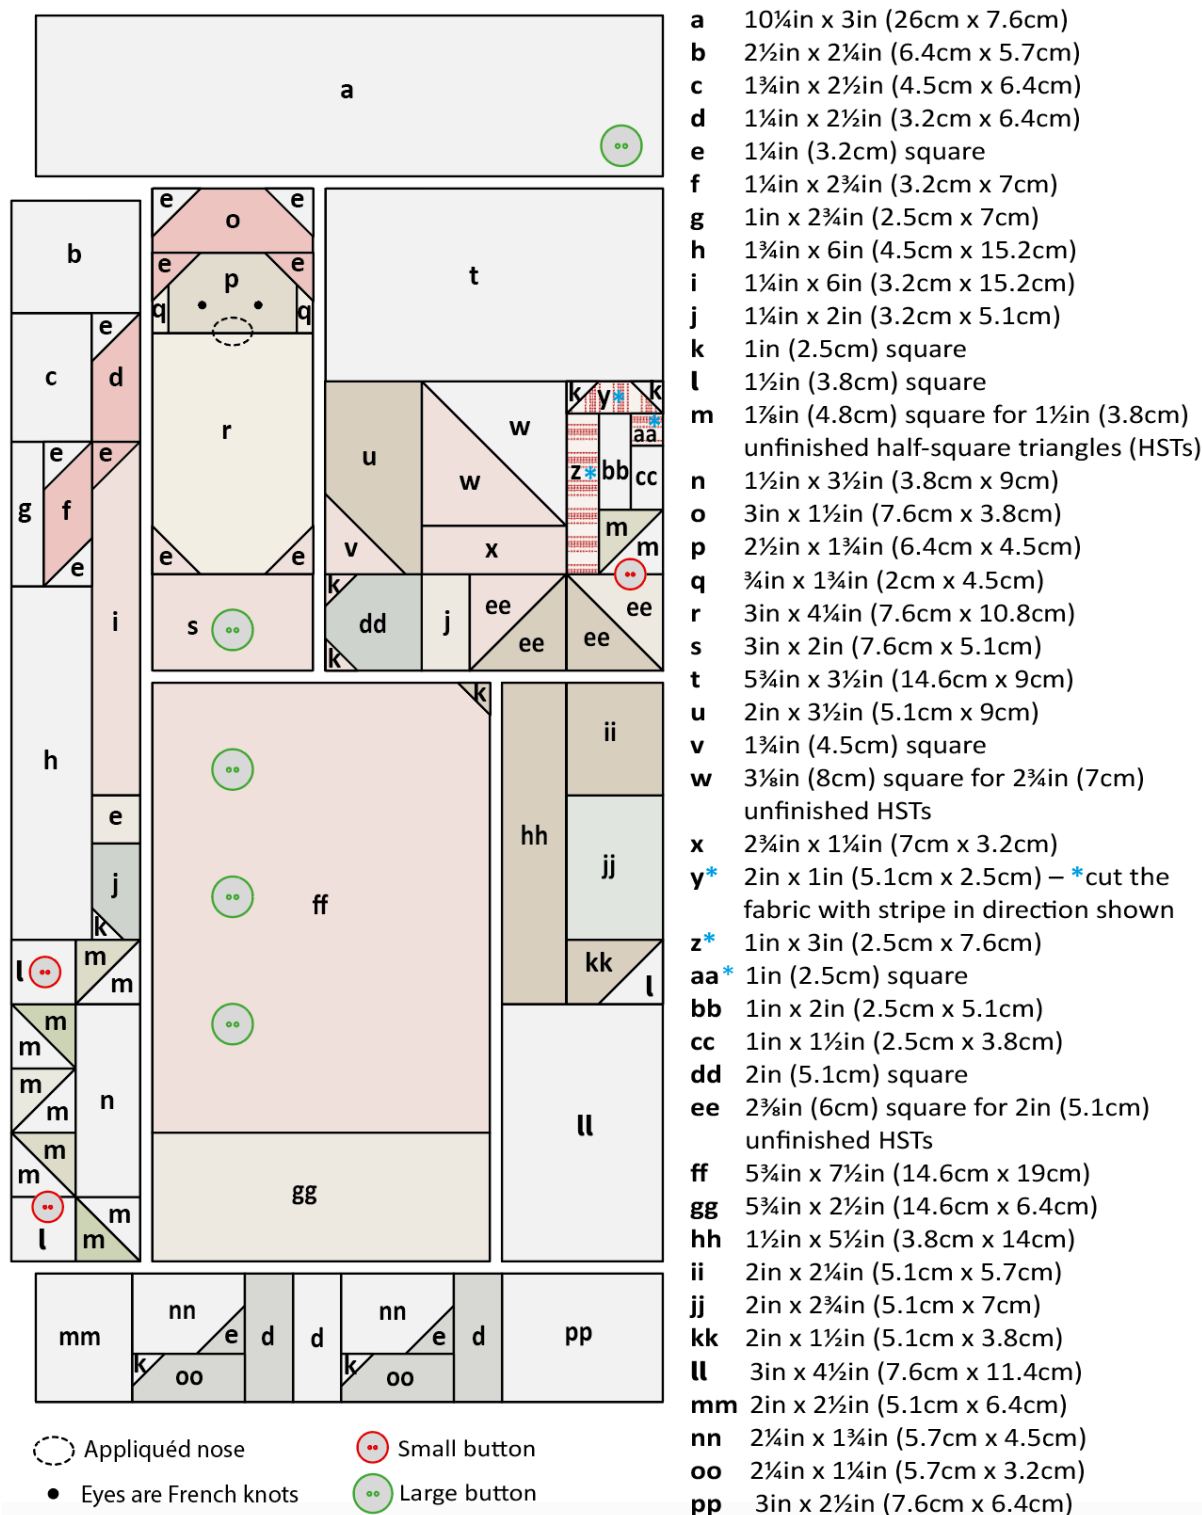 a
b
e
e
o
e
e
p
q
q
t
c
e
d
r
k
y*
k
w
u
w
z*
bb
*
aa
cc
g
e
e
f
e
m
m
v
x
e
e
k
dd
k
j
ee
ee
ee
ee
i
s
h
k
ii
e
hh
jj
j
ff
k
kk
l
l
m
m
m
m
m
m
n
m
m
l
m
m
ll
gg
mm
nn
e
k
oo
d
d
nn
e
k
oo
d
pp
Appliquéd nose
Small button
Eyes are French knots
Large button
a 10¼in x 3in (26cm x 7.6cm)
b 2½in x 2¼in (6.4cm x 5.7cm)
c 1¾in x 2½in (4.5cm x 6.4cm)
d 1¼in x 2½in (3.2cm x 6.4cm)
e 1¼in (3.2cm) square
f 1¼in x 2¾in (3.2cm x 7cm)
g 1in x 2¾in (2.5cm x 7cm)
h 1¾in x 6in (4.5cm x 15.2cm)
i 1¼in x 6in (3.2cm x 15.2cm)
j 1¼in x 2in (3.2cm x 5.1cm)
k 1in (2.5cm) square
l 1½in (3.8cm) square
m 1⅞in (4.8cm) square for 1½in (3.8cm)
unfinished half-square triangles (HSTs)
n 1½in x 3½in (3.8cm x 9cm)
o 3in x 1½in (7.6cm x 3.8cm)
p 2½in x 1¾in (6.4cm x 4.5cm)
q ¾in x 1¾in (2cm x 4.5cm)
r 3in x 4¼in (7.6cm x 10.8cm)
s 3in x 2in (7.6cm x 5.1cm)
t 5¾in x 3½in (14.6cm x 9cm)
u 2in x 3½in (5.1cm x 9cm)
v 1¾in (4.5cm) square
w 3⅛in (8cm) square for 2¾in (7cm)
unfinished HSTs
x 2¾in x 1¼in (7cm x 3.2cm)
y* 2in x 1in (5.1cm x 2.5cm) – *cut the
fabric with stripe in direction shown
z* 1in x 3in (2.5cm x 7.6cm)
aa* 1in (2.5cm) square
bb 1in x 2in (2.5cm x 5.1cm)
cc 1in x 1½in (2.5cm x 3.8cm)
dd 2in (5.1cm) square
ee 2⅜in (6cm) square for 2in (5.1cm)
unfinished HSTs
ff 5¾in x 7½in (14.6cm x 19cm)
gg 5¾in x 2½in (14.6cm x 6.4cm)
hh 1½in x 5½in (3.8cm x 14cm)
ii 2in x 2¼in (5.1cm x 5.7cm)
jj 2in x 2¾in (5.1cm x 7cm)
kk 2in x 1½in (5.1cm x 3.8cm)
ll 3in x 4½in (7.6cm x 11.4cm)
mm 2in x 2½in (5.1cm x 6.4cm)
nn 2¼in x 1¾in (5.7cm x 4.5cm)
oo 2¼in x 1¼in (5.7cm x 3.2cm)
pp 3in x 2½in (7.6cm x 6.4cm)